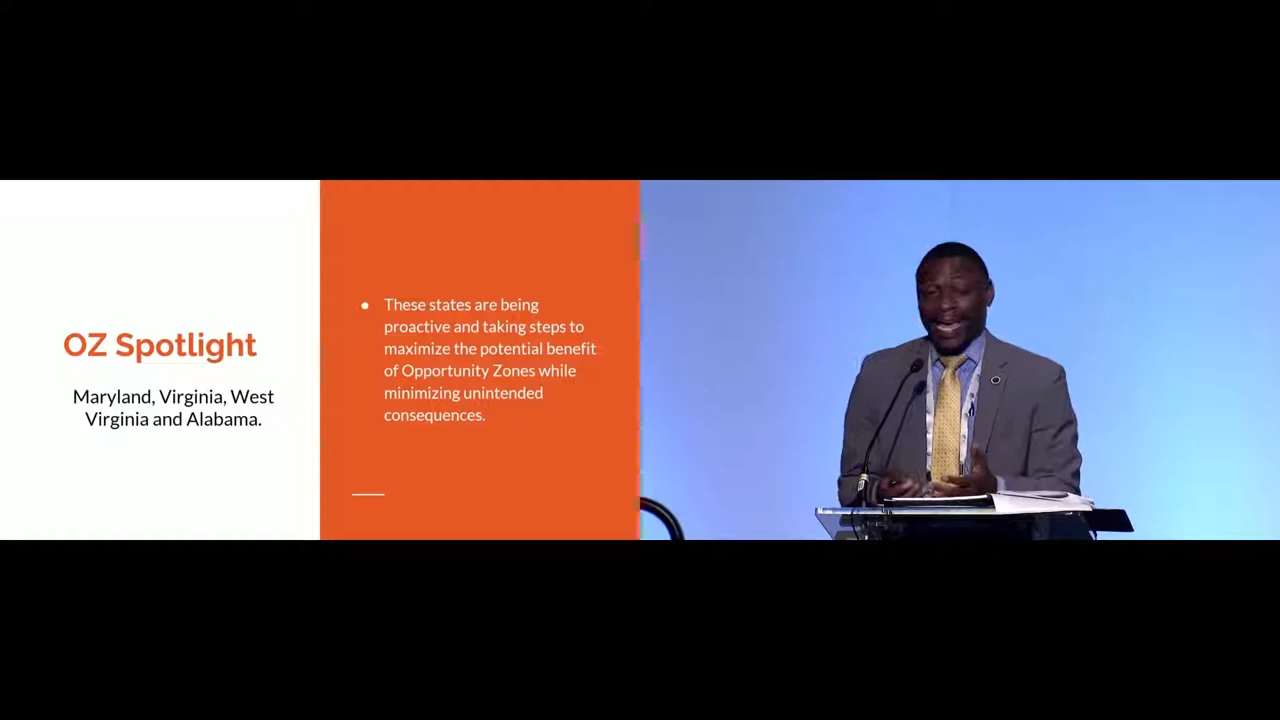 OZ Spotlight
Maryland, Virginia, West
Virginia and Alabama.
● These states are being
proactive and taking steps to
maximize the potential benefit
of Opportunity Zones while
minimizing unintended
consequences.